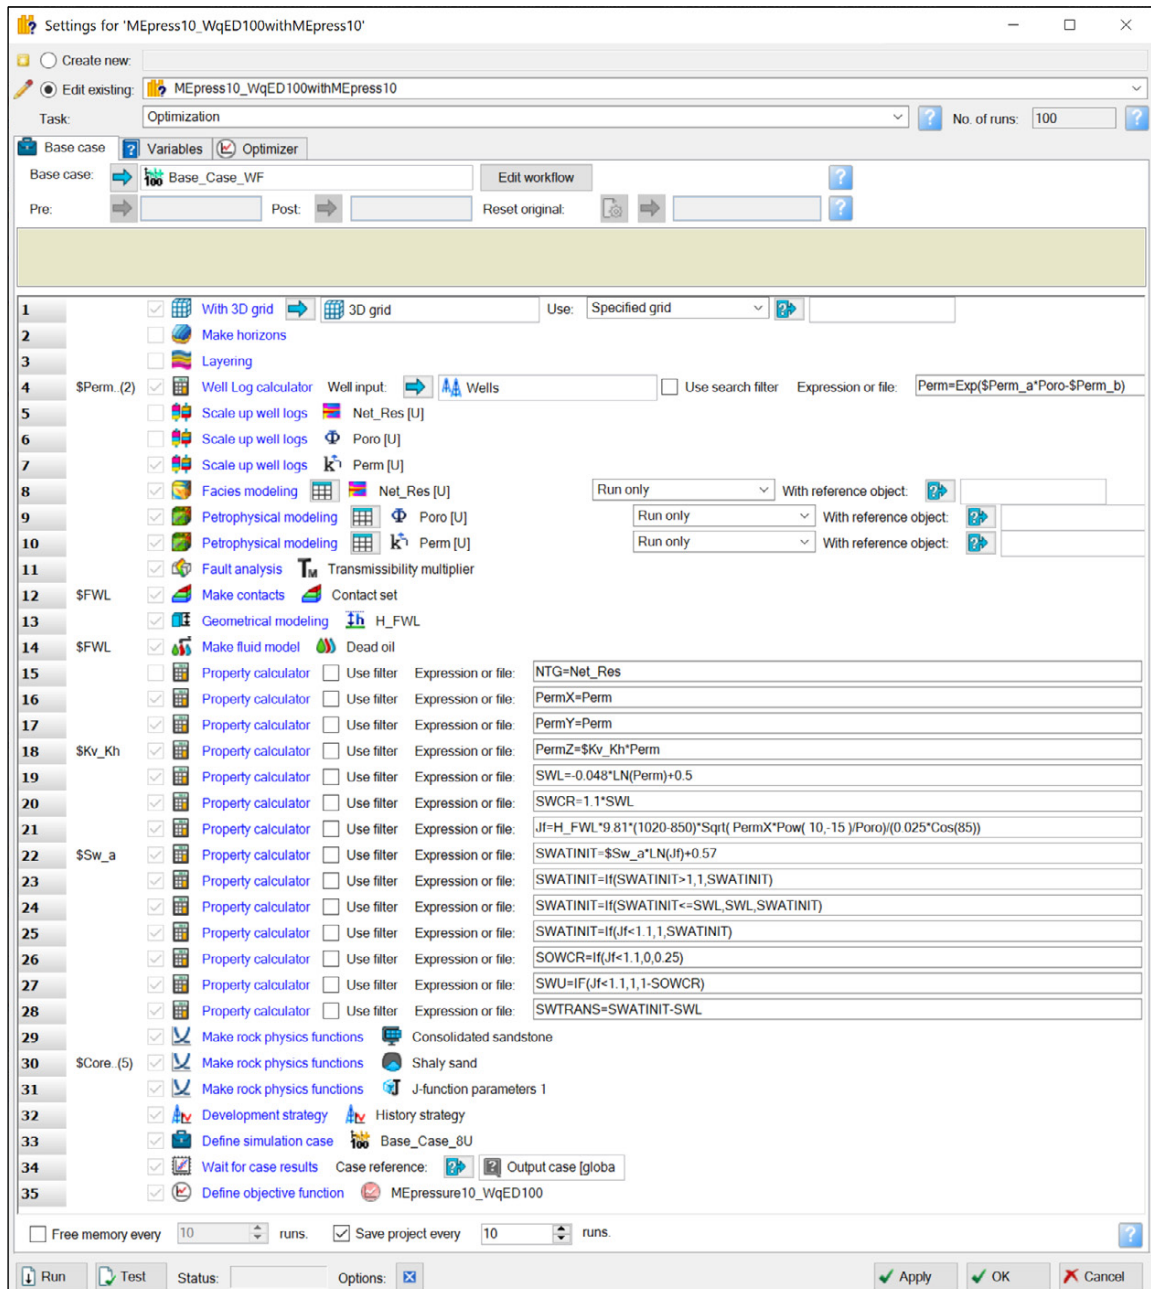 Settings for 'MEpress10_WqED100withMEpress10'
Create new:
Edit existing: MEpress10_WqED100withMEpress10
Task: Optimization No. of runs: 100
Base case Variables Optimizer
Base case: Base_Case_WF Edit workflow
Pre: Post: Reset original:
1 With 3D grid 3D grid Use: Specified grid
2 Make horizons
3 Layering
4 $Perm..(2) Well Log calculator Well input: Wells Use search filter Expression or file: Perm=Exp($Perm_a*Poro-$Perm_b)
5 Scale up well logs Net_Res [U]
6 Scale up well logs Poro [U]
7 Scale up well logs Perm [U]
8 Facies modeling Net_Res [U] Run only With reference object:
9 Petrophysical modeling Poro [U] Run only With reference object:
10 Petrophysical modeling Perm [U] Run only With reference object:
11 Fault analysis Transmissibility multiplier
12 $FWL Make contacts Contact set
13 Geometrical modeling H_FWL
14 $FWL Make fluid model Dead oil
15 Property calculator Use filter Expression or file: NTG=Net_Res
16 Property calculator Use filter Expression or file: PermX=Perm
17 Property calculator Use filter Expression or file: PermY=Perm
18 $Kv_Kh Property calculator Use filter Expression or file: PermZ=$Kv_Kh*Perm
19 Property calculator Use filter Expression or file: SWL=-0.048*LN(Perm)+0.5
20 Property calculator Use filter Expression or file: SWCR=1.1*SWL
21 Property calculator Use filter Expression or file: Jf=H_FWL*9.81*(1020-850)*Sqrt( PermX*Pow( 10,-15 )/Poro)/(0.025*Cos(85))
22 $Sw_a Property calculator Use filter Expression or file: SWATINIT=$Sw_a*LN(Jf)+0.57
23 Property calculator Use filter Expression or file: SWATINIT=If(SWATINIT>1,1,SWATINIT)
24 Property calculator Use filter Expression or file: SWATINIT=If(SWATINIT<=SWL,SWL,SWATINIT)
25 Property calculator Use filter Expression or file: SWATINIT=If(Jf<1.1,1,SWATINIT)
26 Property calculator Use filter Expression or file: SOWCR=If(Jf<1.1,0,0.25)
27 Property calculator Use filter Expression or file: SWU=IF(Jf<1.1,1,1-SOWCR)
28 Property calculator Use filter Expression or file: SWTRANS=SWATINIT-SWL
29 Make rock physics functions Consolidated sandstone
30 $Core..(5) Make rock physics functions Shaly sand
31 Make rock physics functions J-function parameters 1
32 Development strategy History strategy
33 Define simulation case Base_Case_8U
34 Wait for case results Case reference: Output case [globa
35 Define objective function MEpressure10_WqED100
Free memory every 10 runs. Save project every 10 runs.
Run Test Status: Options: Apply OK Cancel